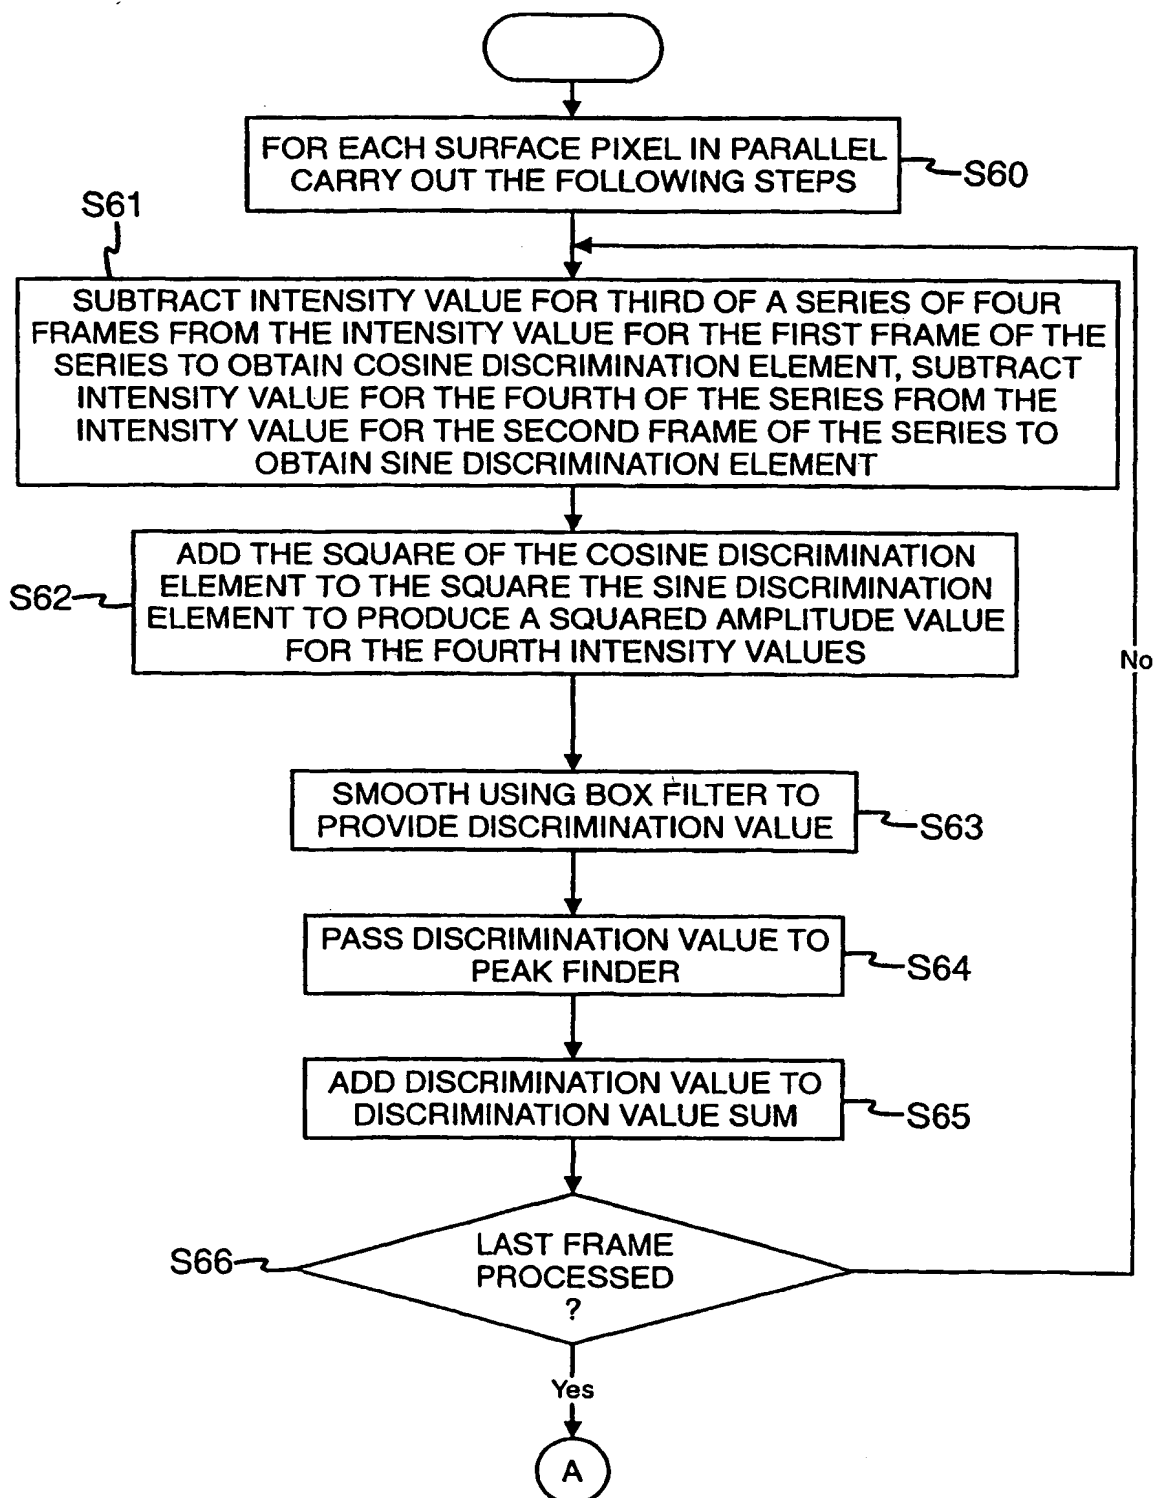 FOR EACH SURFACE PIXEL IN PARALLEL
CARRY OUT THE FOLLOWING STEPS
S60
S61
SUBTRACT INTENSITY VALUE FOR THIRD OF A SERIES OF FOUR
FRAMES FROM THE INTENSITY VALUE FOR THE FIRST FRAME OF THE
SERIES TO OBTAIN COSINE DISCRIMINATION ELEMENT, SUBTRACT
INTENSITY VALUE FOR THE FOURTH OF THE SERIES FROM THE
INTENSITY VALUE FOR THE SECOND FRAME OF THE SERIES TO
OBTAIN SINE DISCRIMINATION ELEMENT
ADD THE SQUARE OF THE COSINE DISCRIMINATION
ELEMENT TO THE SQUARE THE SINE DISCRIMINATION
ELEMENT TO PRODUCE A SQUARED AMPLITUDE VALUE
FOR THE FOURTH INTENSITY VALUES
S62
No
SMOOTH USING BOX FILTER TO
PROVIDE DISCRIMINATION VALUE
S63
PASS DISCRIMINATION VALUE TO
PEAK FINDER
S64
ADD DISCRIMINATION VALUE TO
DISCRIMINATION VALUE SUM
S65
LAST FRAME
PROCESSED
?
S66
Yes
A